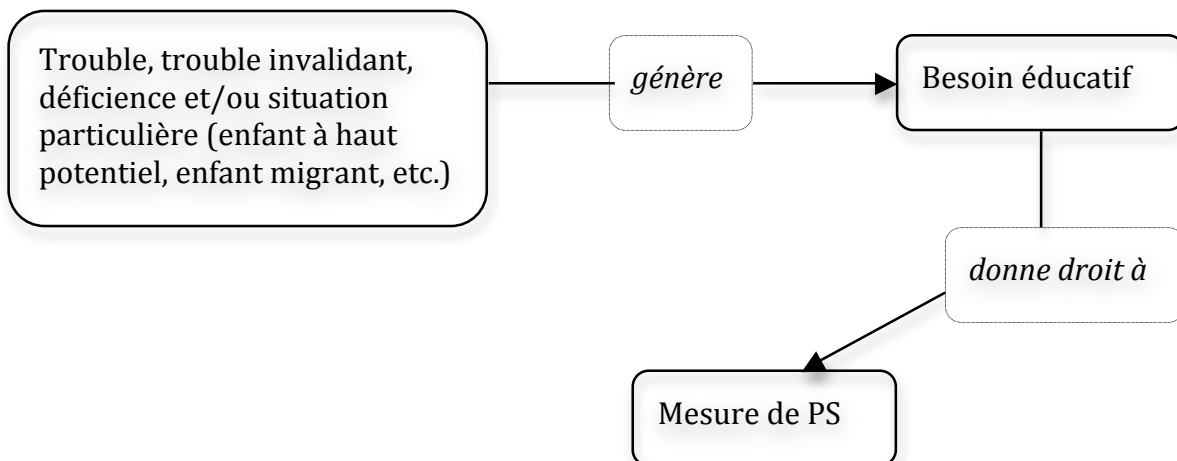 Trouble, trouble invalidant,
déficience et/ou situation
particulière (enfant à haut
potentiel, enfant migrant, etc.)
génère
Besoin éducatif
donne droit à
Mesure de PS